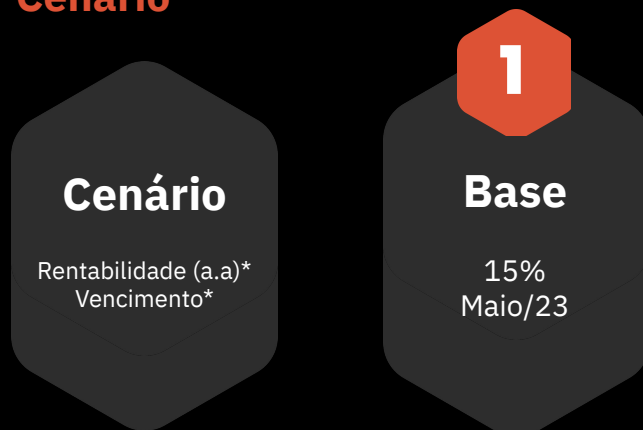 Cenário
1
Cenário
Rentabilidade (a.a)*
Vencimento*
Base
15%
Maio/23